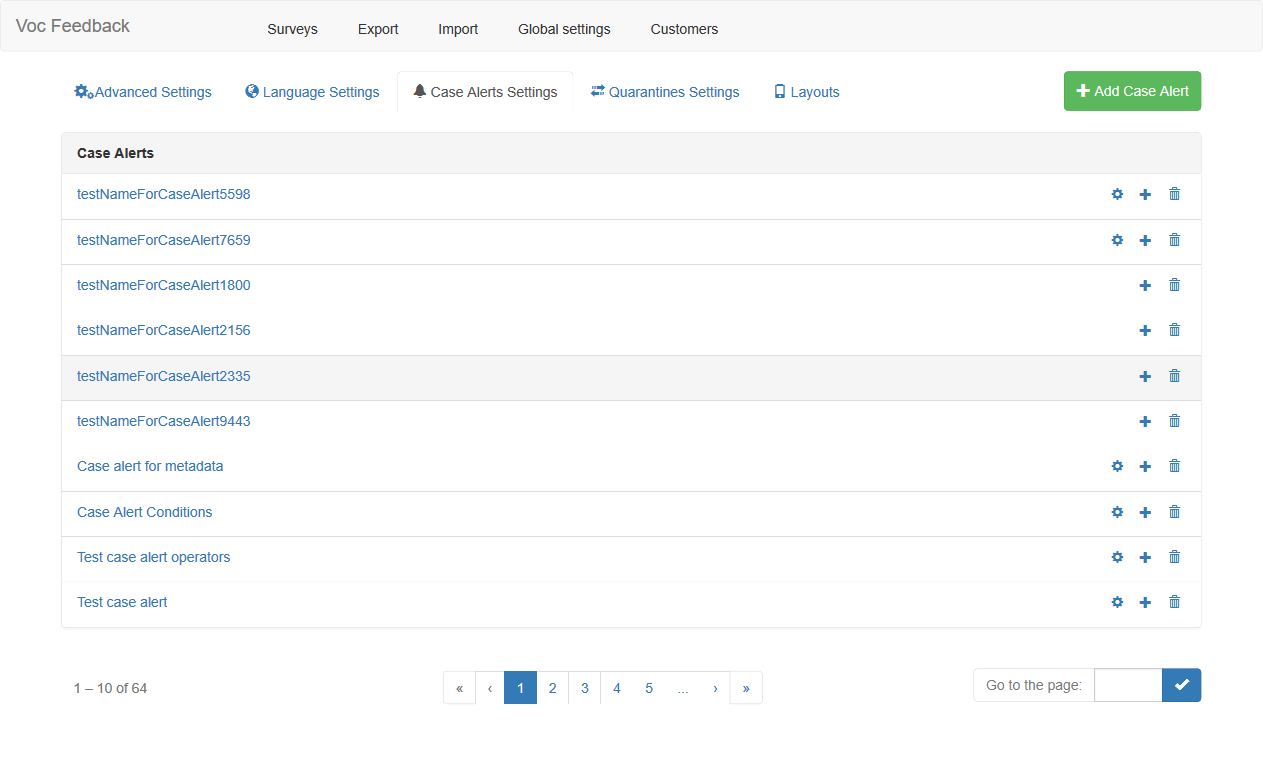 Voc Feedback
Surveys Export Import Global settings Customers
Advanced Settings Language Settings Case Alerts Settings Quarantines Settings Layouts Add Case Alert
Case Alerts
testNameForCaseAlert5598
testNameForCaseAlert7659
testNameForCaseAlert1800
testNameForCaseAlert2156
testNameForCaseAlert2335
testNameForCaseAlert9443
Case alert for metadata
Case Alert Conditions
Test case alert operators
Test case alert
1 – 10 of 64 « ‹ 1 2 3 4 5 ... › » Go to the page: